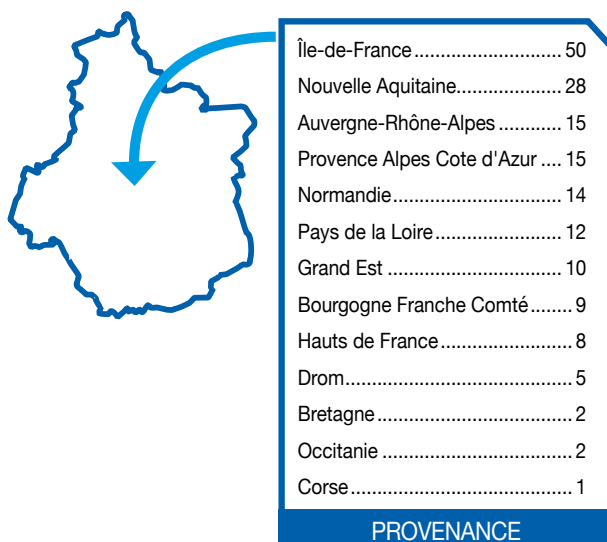 Île-de-France ............................ 50
Nouvelle Aquitaine.................... 28
Auvergne-Rhône-Alpes ............ 15
Provence Alpes Cote d'Azur .... 15
Normandie................................. 14
Pays de la Loire........................ 12
Grand Est ................................. 10
Bourgogne Franche Comté........ 9
Hauts de France......................... 8
Drom........................................... 5
Bretagne..................................... 2
Occitanie .................................... 2
Corse.......................................... 1
PROVENANCE